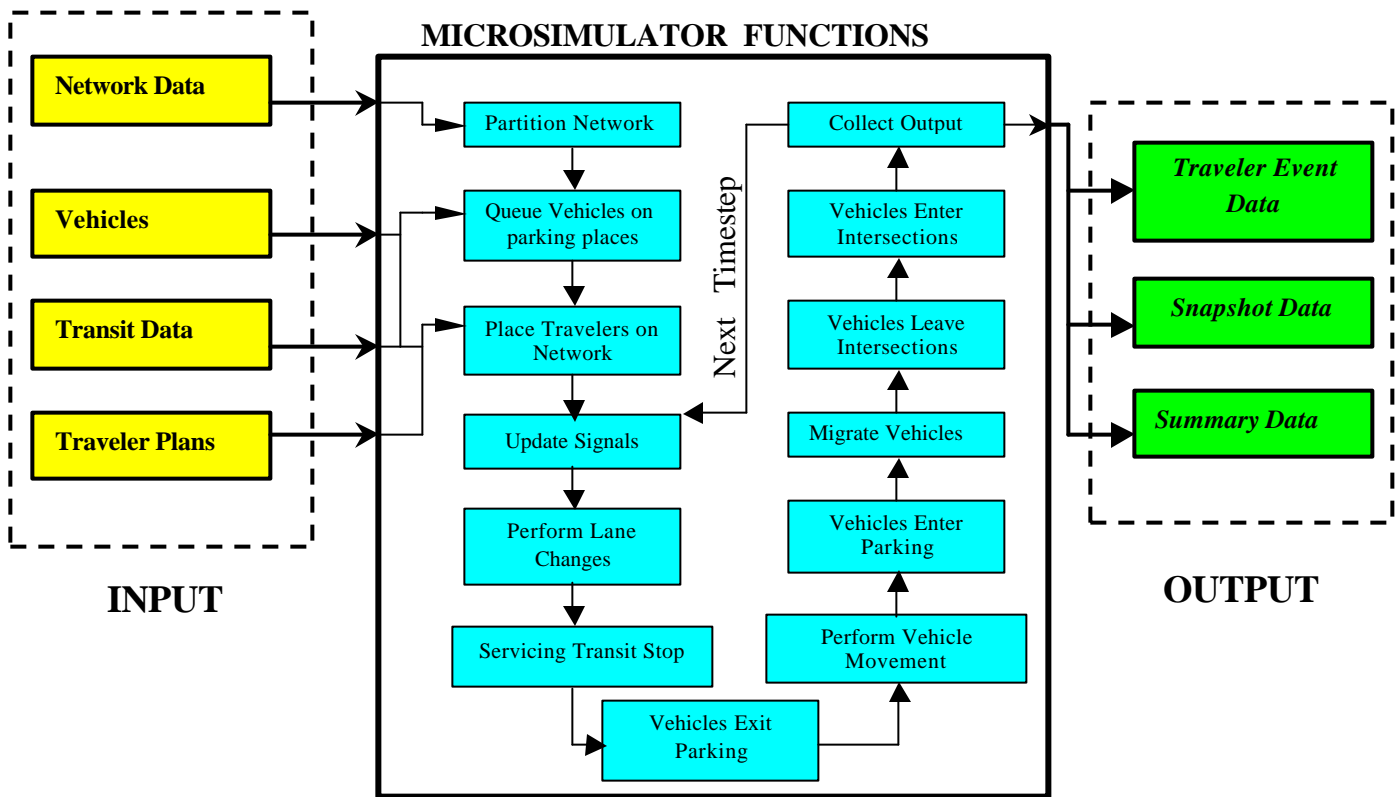 MICROSIMULATOR FUNCTIONS
Network Data
Vehicles
Transit Data
Traveler Plans
INPUT
Partition Network
Queue Vehicles on
parking places
Place Travelers on
Network
Update Signals
Perform Lane
Changes
Servicing Transit Stop
Vehicles Exit
Parking
Perform Vehicle
Movement
Vehicles Enter
Parking
Migrate Vehicles
Vehicles Leave
Intersections
Vehicles Enter
Intersections
Collect Output
Next Timestep
Traveler Event
Data
Snapshot Data
Summary Data
OUTPUT